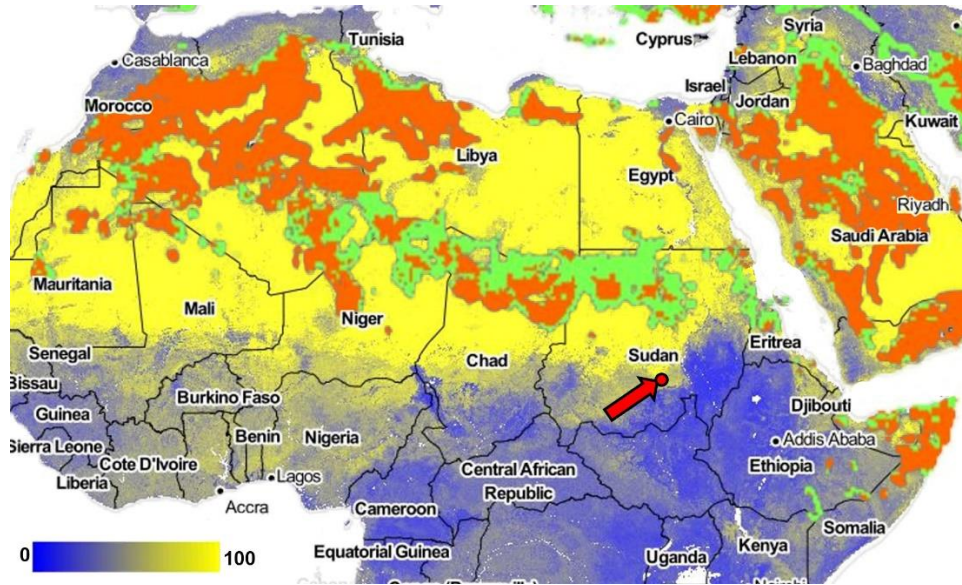 Tunisia
Cyprus
Syria
Casablanca
Lebanon
Baghdad
Israel
Morocco
Jordan
Cairo
Kuwait
Libya
Egypt
Riyadh
Saudi Arabia
Mauritania
Mali
Niger
Chad
Sudan
Eritrea
Senegal
Bissau
Burkino Faso
Djibouti
Guinea
Benin
Nigeria
Addis Ababa
Sierra Leone
Cote D'Ivoire
Ethiopia
Liberia
Lagos
Central African
Republic
Accra
Cameroon
Somalia
Equatorial Guinea
Uganda
Kenya
0
100